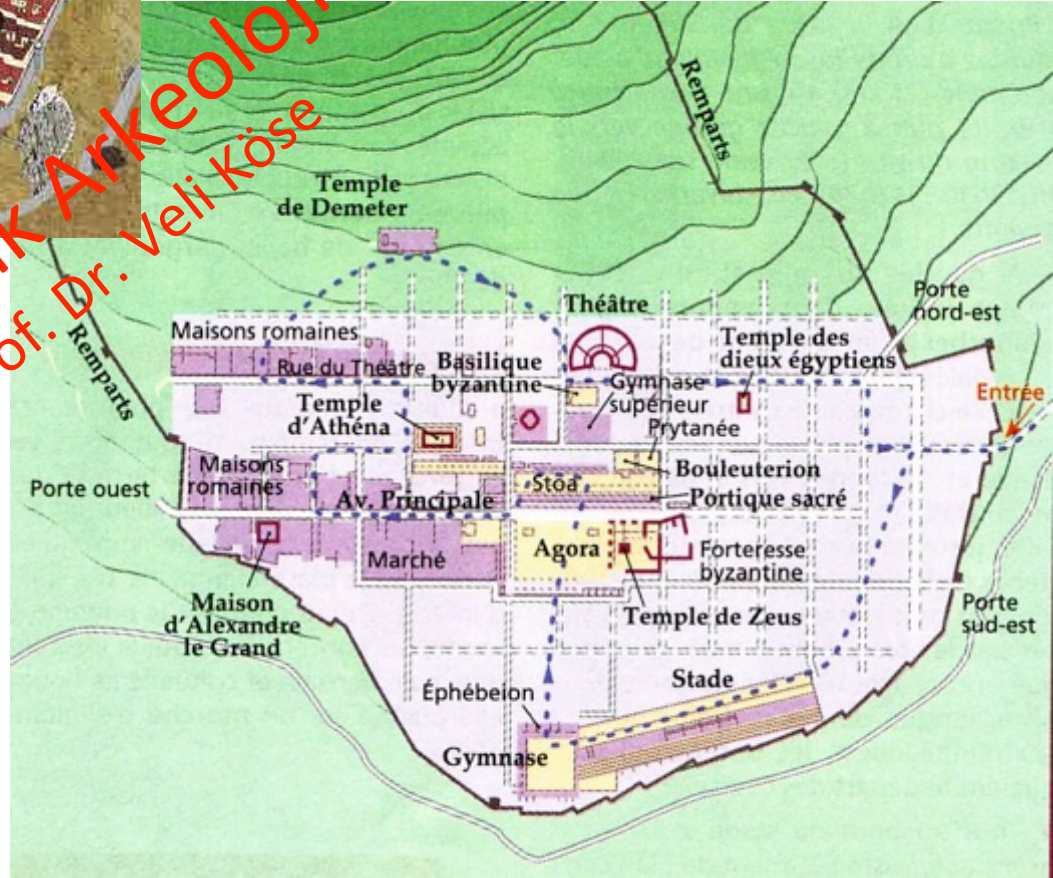 k Arkeoloj
of. Dr. Veli Köse
Remparts
Temple
de Demeter
Porte
nord-est
Théâtre
Maisons romaines
Temple des
dieux égyptiens
Basilique
byzantine
Rue du Théâtre
Gymnase
supérieur
Entrée
Remparts
Temple
d'Athéna
Prytanée
Maisons
romaines
Bouleuterion
Porte ouest
Stoa
Av. Principale
Portique sacré
Agora
Marché
Forteresse
byzantine
Maison
d'Alexandre
le Grand
Temple de Zeus
Porte
sud-est
Stade
Éphébeion
Gymnase